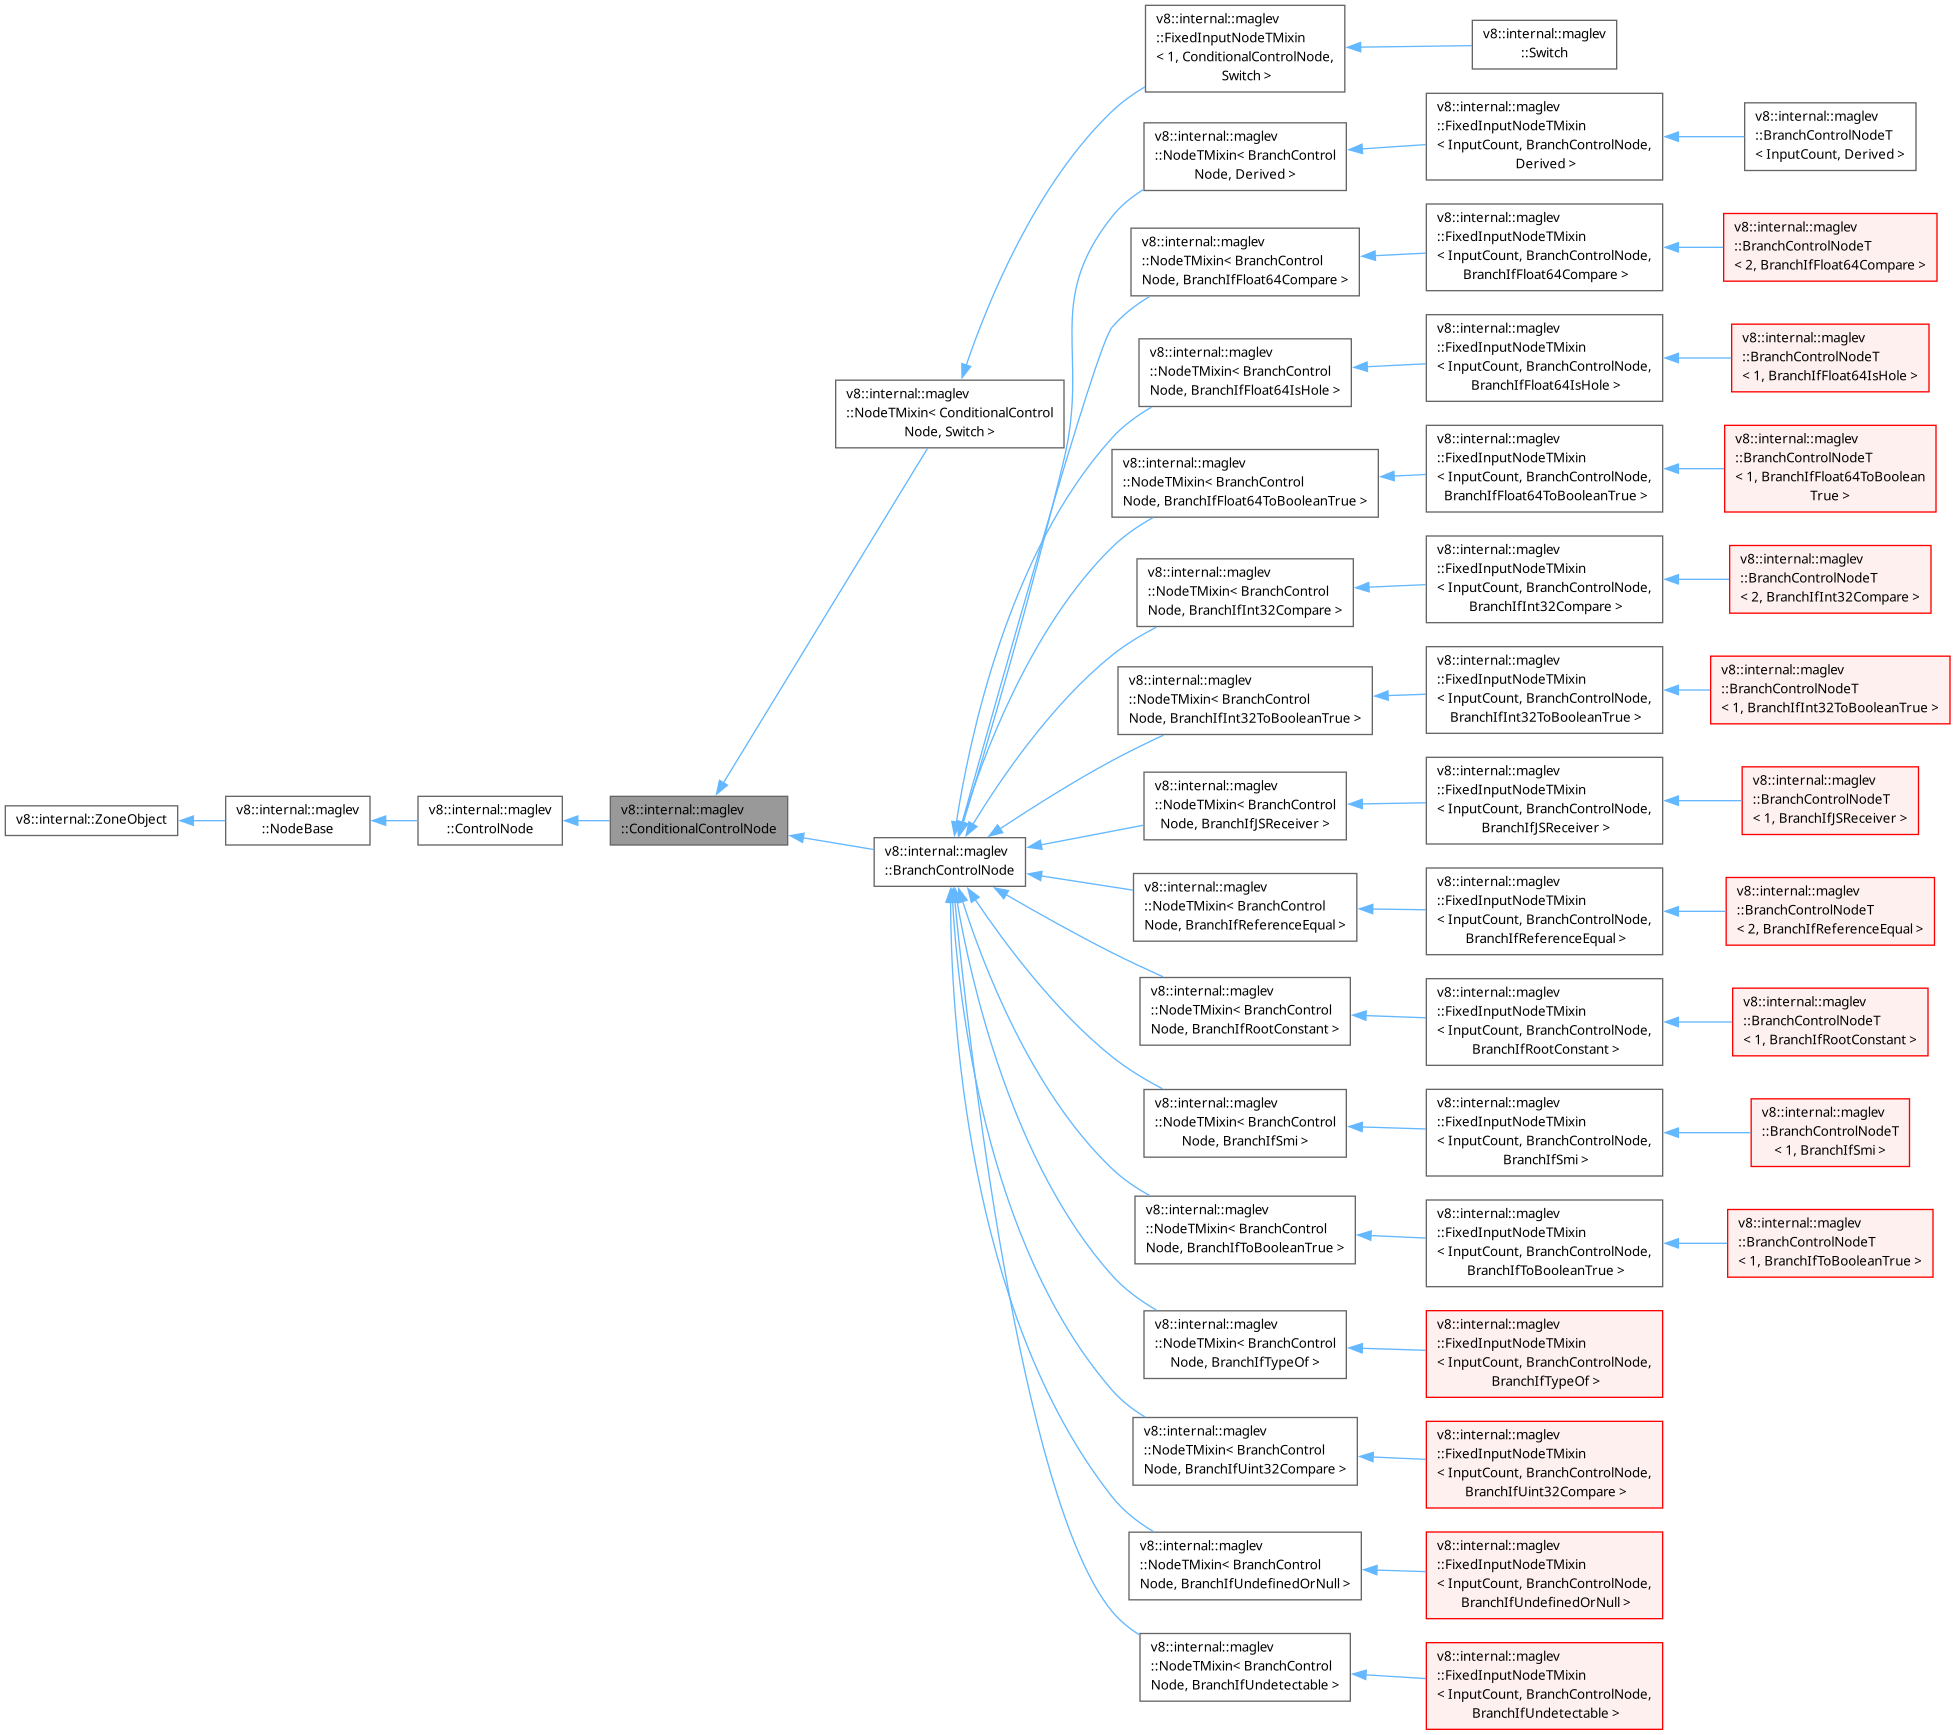 v8::internal::ZoneObject
v8::internal::maglev
::NodeBase
v8::internal::maglev
::ControlNode
v8::internal::maglev
::ConditionalControlNode
v8::internal::maglev
::NodeTMixin< ConditionalControl
Node, Switch >
v8::internal::maglev
::BranchControlNode
v8::internal::maglev
::FixedInputNodeTMixin
< 1, ConditionalControlNode,
Switch >
v8::internal::maglev
::Switch
v8::internal::maglev
::NodeTMixin< BranchControl
Node, Derived >
v8::internal::maglev
::FixedInputNodeTMixin
< InputCount, BranchControlNode,
Derived >
v8::internal::maglev
::BranchControlNodeT
< InputCount, Derived >
v8::internal::maglev
::NodeTMixin< BranchControl
Node, BranchIfFloat64Compare >
v8::internal::maglev
::FixedInputNodeTMixin
< InputCount, BranchControlNode,
BranchIfFloat64Compare >
v8::internal::maglev
::BranchControlNodeT
< 2, BranchIfFloat64Compare >
v8::internal::maglev
::NodeTMixin< BranchControl
Node, BranchIfFloat64IsHole >
v8::internal::maglev
::FixedInputNodeTMixin
< InputCount, BranchControlNode,
BranchIfFloat64IsHole >
v8::internal::maglev
::BranchControlNodeT
< 1, BranchIfFloat64IsHole >
v8::internal::maglev
::NodeTMixin< BranchControl
Node, BranchIfFloat64ToBooleanTrue >
v8::internal::maglev
::FixedInputNodeTMixin
< InputCount, BranchControlNode,
BranchIfFloat64ToBooleanTrue >
v8::internal::maglev
::BranchControlNodeT
< 1, BranchIfFloat64ToBoolean
True >
v8::internal::maglev
::NodeTMixin< BranchControl
Node, BranchIfInt32Compare >
v8::internal::maglev
::FixedInputNodeTMixin
< InputCount, BranchControlNode,
BranchIfInt32Compare >
v8::internal::maglev
::BranchControlNodeT
< 2, BranchIfInt32Compare >
v8::internal::maglev
::NodeTMixin< BranchControl
Node, BranchIfInt32ToBooleanTrue >
v8::internal::maglev
::FixedInputNodeTMixin
< InputCount, BranchControlNode,
BranchIfInt32ToBooleanTrue >
v8::internal::maglev
::BranchControlNodeT
< 1, BranchIfInt32ToBooleanTrue >
v8::internal::maglev
::NodeTMixin< BranchControl
Node, BranchIfJSReceiver >
v8::internal::maglev
::FixedInputNodeTMixin
< InputCount, BranchControlNode,
BranchIfJSReceiver >
v8::internal::maglev
::BranchControlNodeT
< 1, BranchIfJSReceiver >
v8::internal::maglev
::NodeTMixin< BranchControl
Node, BranchIfReferenceEqual >
v8::internal::maglev
::FixedInputNodeTMixin
< InputCount, BranchControlNode,
BranchIfReferenceEqual >
v8::internal::maglev
::BranchControlNodeT
< 2, BranchIfReferenceEqual >
v8::internal::maglev
::NodeTMixin< BranchControl
Node, BranchIfRootConstant >
v8::internal::maglev
::FixedInputNodeTMixin
< InputCount, BranchControlNode,
BranchIfRootConstant >
v8::internal::maglev
::BranchControlNodeT
< 1, BranchIfRootConstant >
v8::internal::maglev
::NodeTMixin< BranchControl
Node, BranchIfSmi >
v8::internal::maglev
::FixedInputNodeTMixin
< InputCount, BranchControlNode,
BranchIfSmi >
v8::internal::maglev
::BranchControlNodeT
< 1, BranchIfSmi >
v8::internal::maglev
::NodeTMixin< BranchControl
Node, BranchIfToBooleanTrue >
v8::internal::maglev
::FixedInputNodeTMixin
< InputCount, BranchControlNode,
BranchIfToBooleanTrue >
v8::internal::maglev
::BranchControlNodeT
< 1, BranchIfToBooleanTrue >
v8::internal::maglev
::NodeTMixin< BranchControl
Node, BranchIfTypeOf >
v8::internal::maglev
::FixedInputNodeTMixin
< InputCount, BranchControlNode,
BranchIfTypeOf >
v8::internal::maglev
::NodeTMixin< BranchControl
Node, BranchIfUint32Compare >
v8::internal::maglev
::FixedInputNodeTMixin
< InputCount, BranchControlNode,
BranchIfUint32Compare >
v8::internal::maglev
::NodeTMixin< BranchControl
Node, BranchIfUndefinedOrNull >
v8::internal::maglev
::FixedInputNodeTMixin
< InputCount, BranchControlNode,
BranchIfUndefinedOrNull >
v8::internal::maglev
::NodeTMixin< BranchControl
Node, BranchIfUndetectable >
v8::internal::maglev
::FixedInputNodeTMixin
< InputCount, BranchControlNode,
BranchIfUndetectable >